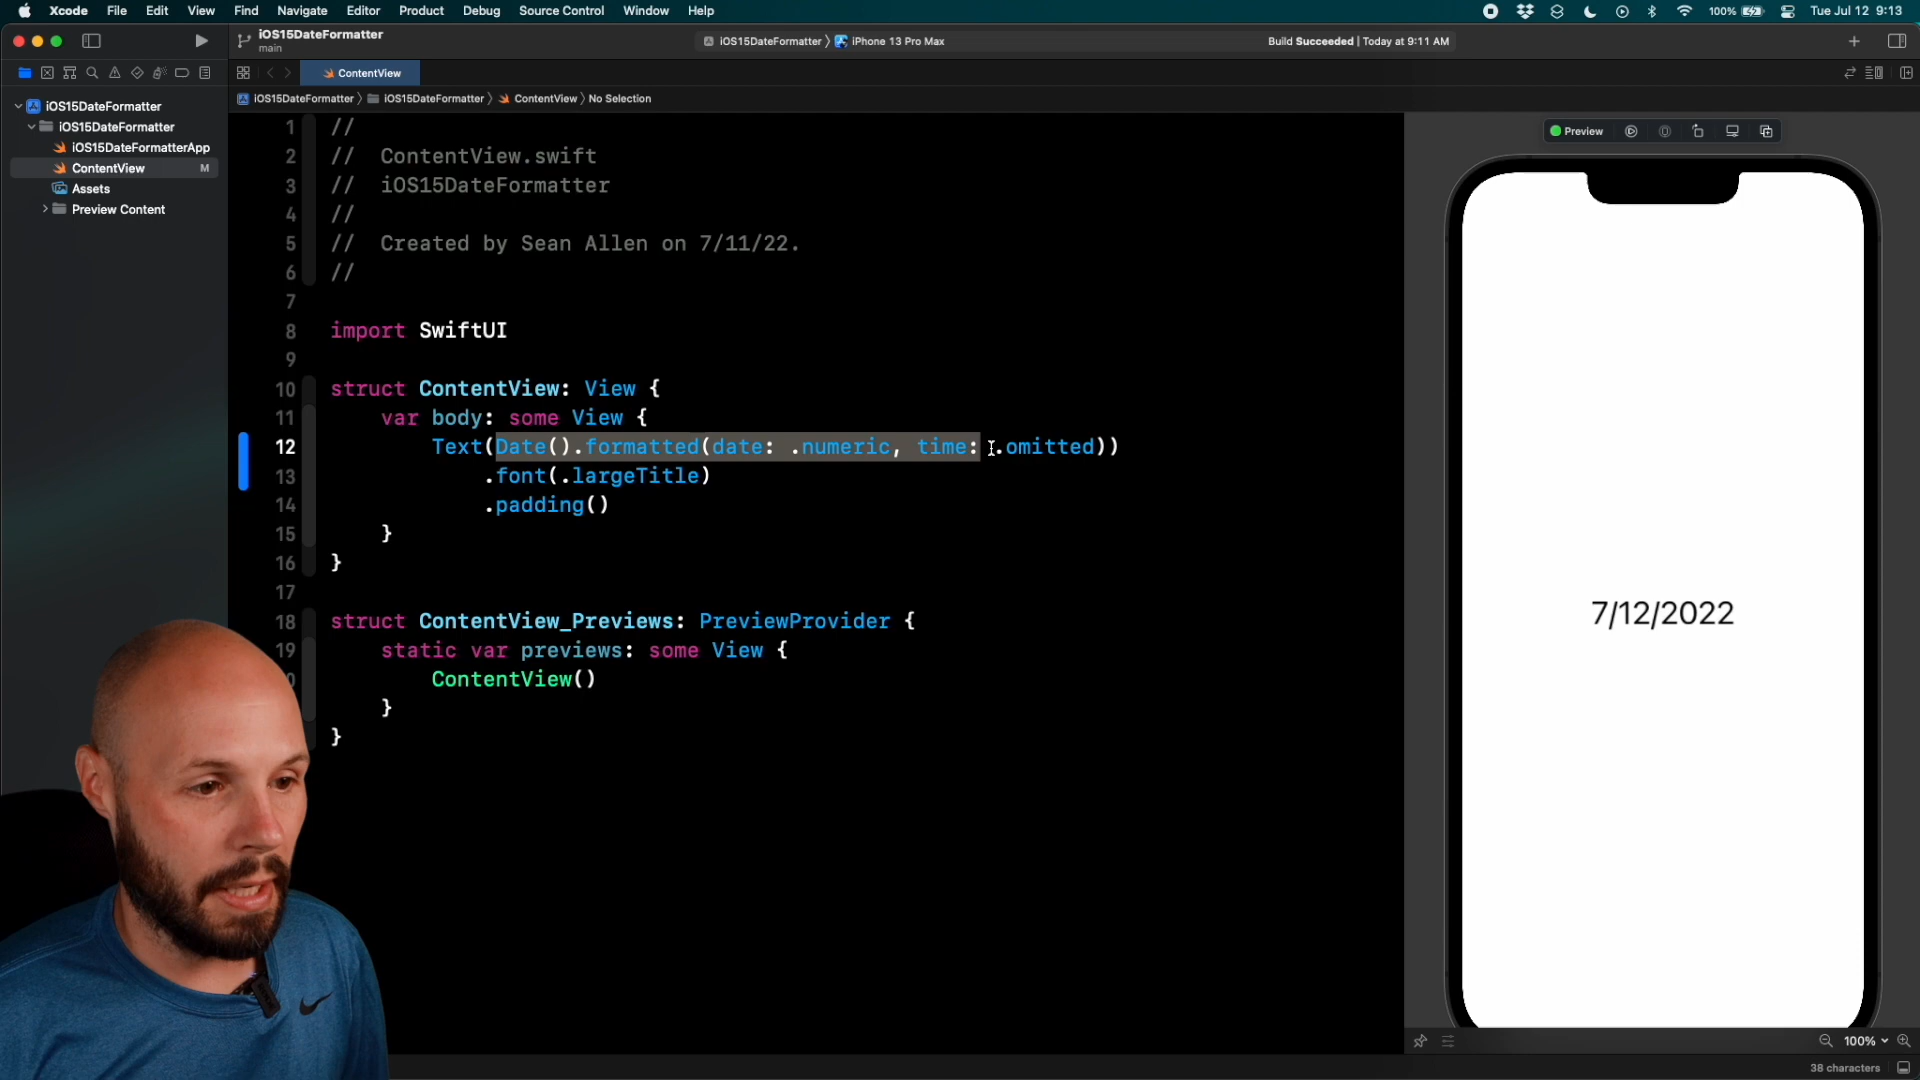 Xcode File Edit View Find Navigate Editor Product Debug Source Control Window Help 100% Tue Jul 12 9:13
iOS15DateFormatter
main
iOS15DateFormatter iPhone 13 Pro Max
Build Succeeded | Today at 9:11 AM
ContentView
iOS15DateFormatter iOS15DateFormatter ContentView No Selection
iOS15DateFormatter
iOS15DateFormatter
iOS15DateFormatterApp
ContentView M
Assets
Preview Content
1 //
2 // ContentView.swift
3 // iOS15DateFormatter
4 //
5 // Created by Sean Allen on 7/11/22.
6 //
7
8 import SwiftUI
9
10 struct ContentView: View {
11 var body: some View {
12 Text(Date().formatted(date: .numeric, time: .omitted))
13 .font(.largeTitle)
14 .padding()
15 }
16 }
17
18 struct ContentView_Previews: PreviewProvider {
19 static var previews: some View {
ContentView()
}
}
Preview
7/12/2022
100%
38 characters